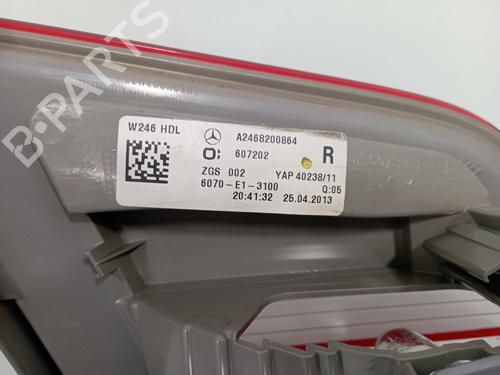 W246 HDL
A2468200864
607202
R
ZGS 002
YAP 40238/11
6070-E1-3100
Q:05
20:41:32 25.04.2013
B-PARTS